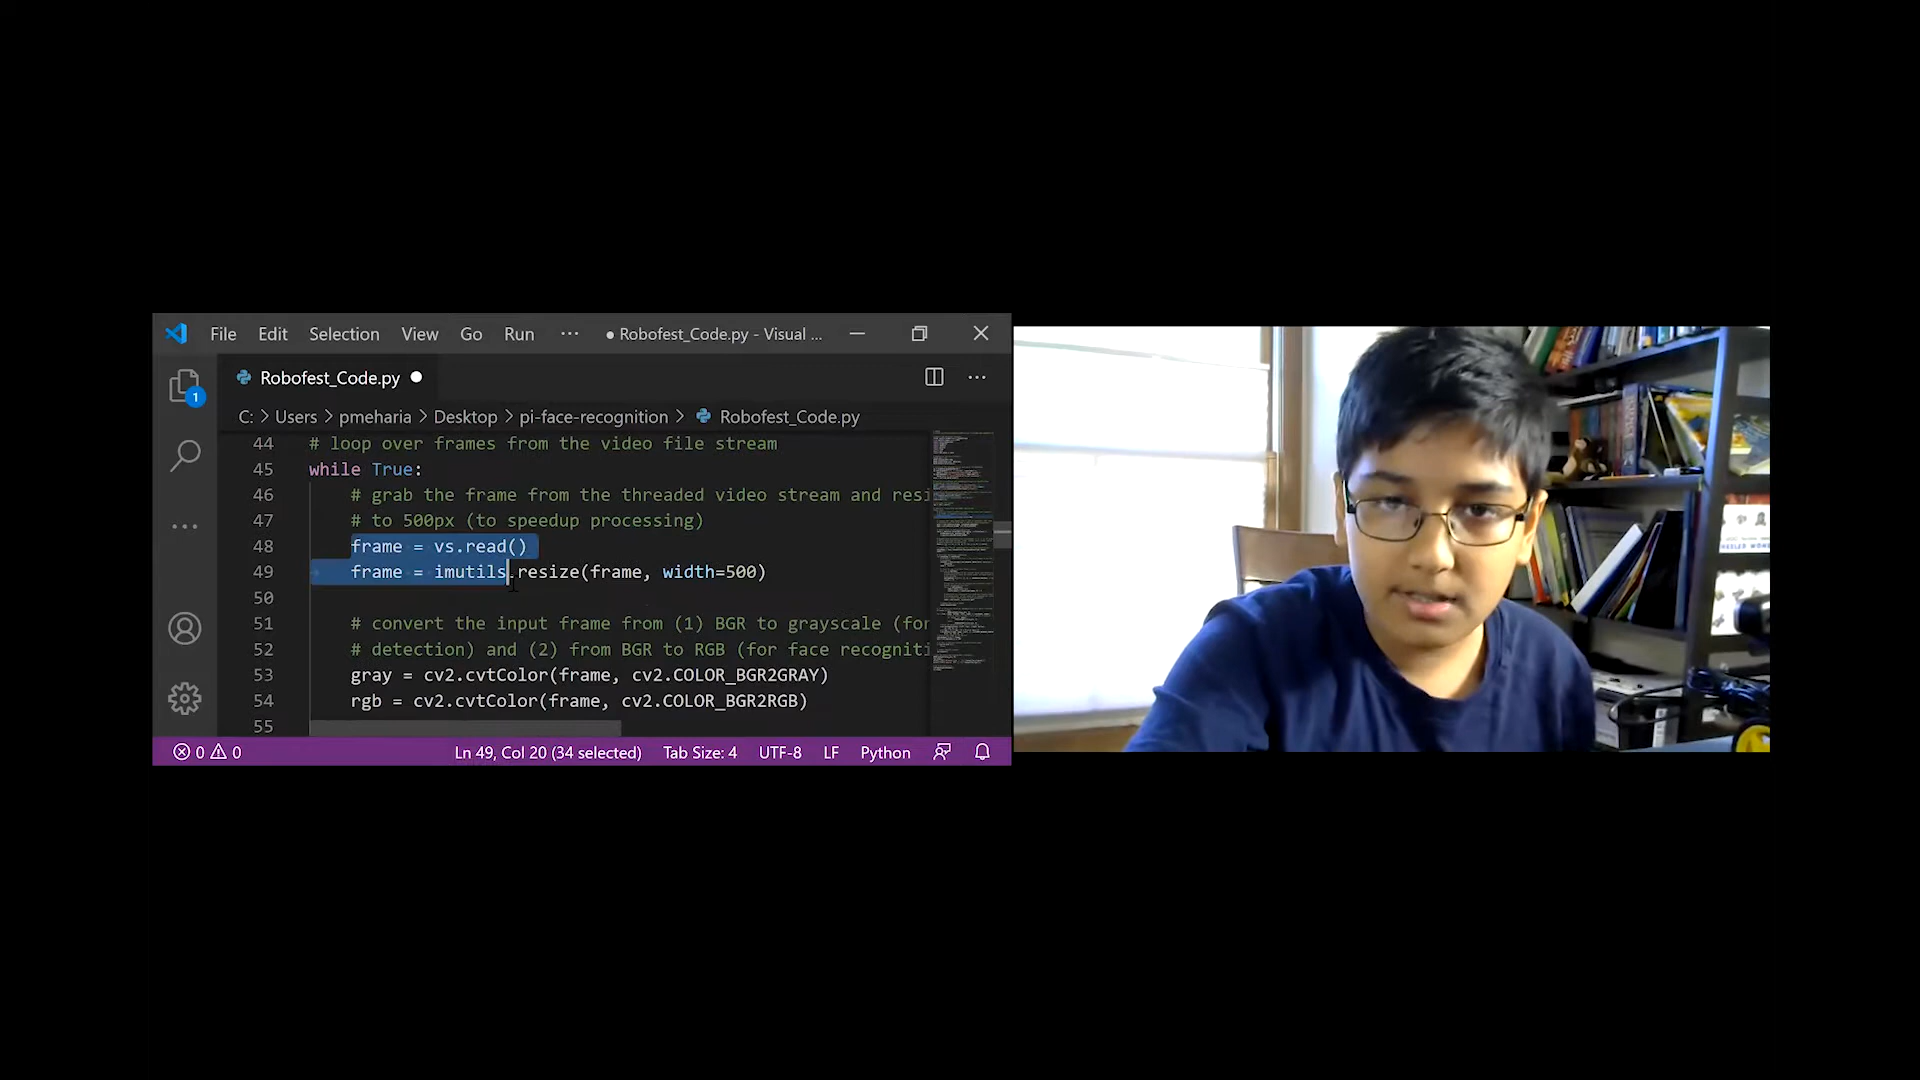 File Edit Selection View Go Run ··· ● Robofest_Code.py - Visual ...
Robofest_Code.py
1
C: > Users > pmeharia > Desktop > pi-face-recognition > Robofest_Code.py
44 # loop over frames from the video file stream
45 while True:
46 # grab the frame from the threaded video stream and resi
47 # to 500px (to speedup processing)
48 frame = vs.read()
49 frame = imutils.resize(frame, width=500)
50
51 # convert the input frame from (1) BGR to grayscale (for
52 # detection) and (2) from BGR to RGB (for face recogniti
53 gray = cv2.cvtColor(frame, cv2.COLOR_BGR2GRAY)
54 rgb = cv2.cvtColor(frame, cv2.COLOR_BGR2RGB)
55
0 0 Ln 49, Col 20 (34 selected) Tab Size: 4 UTF-8 LF Python